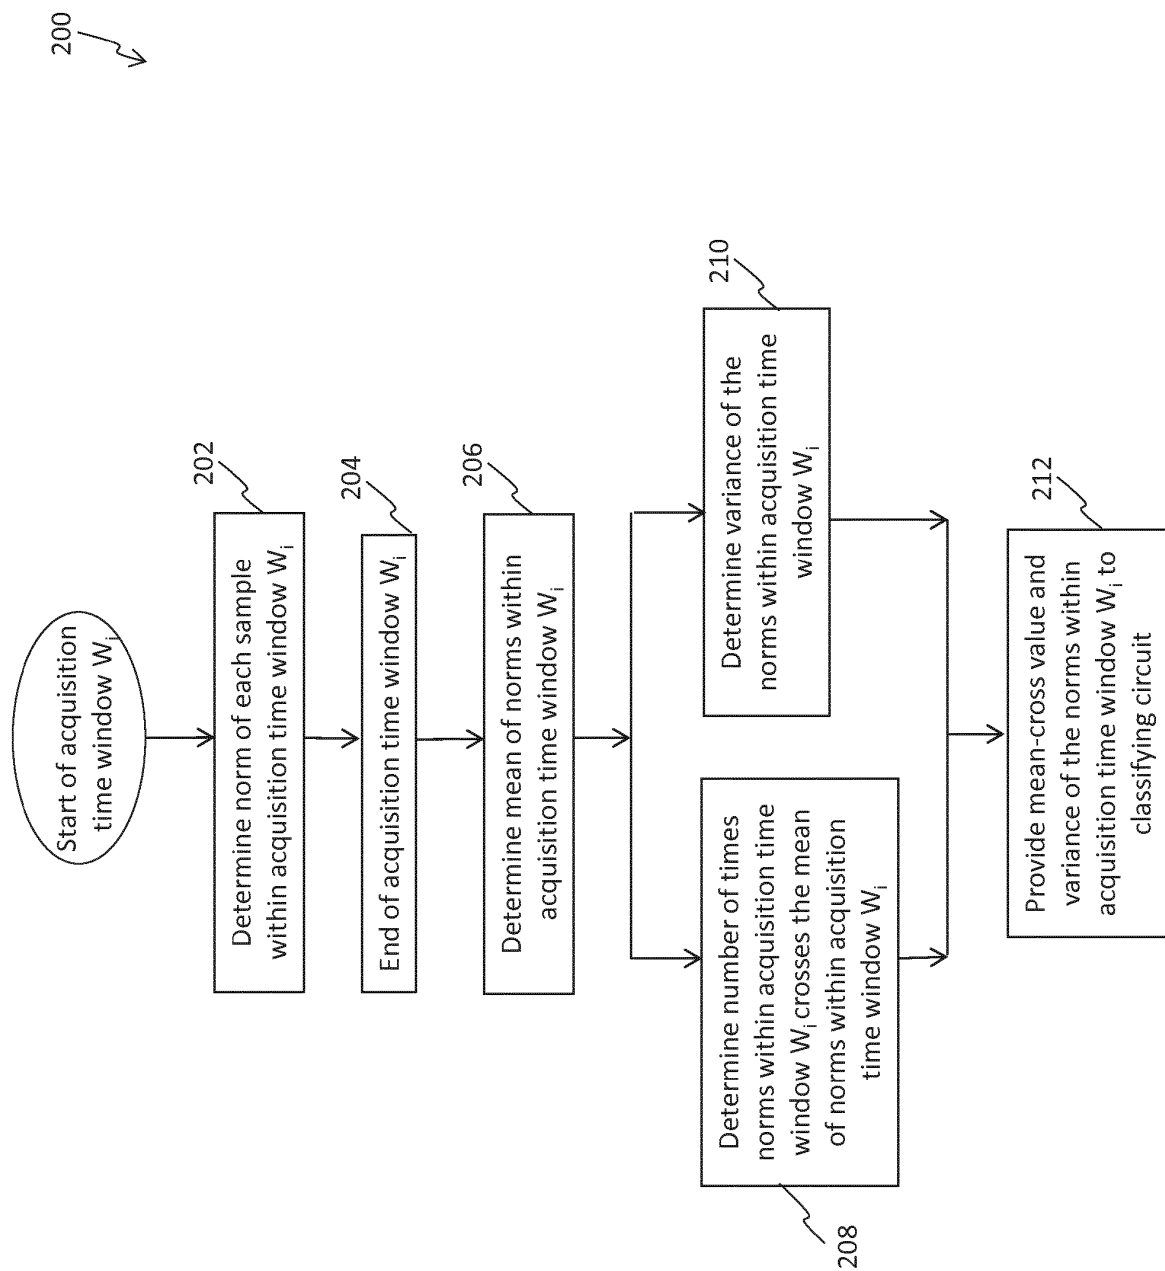 200
Start of acquisition
time window Wi
202
Determine norm of each sample
within acquisition time window Wi
204
End of acquisition time window Wi
206
Determine mean of norms within
acquisition time window Wi
208
Determine number of times
norms within acquisition time
window Wi crosses the mean
of norms within acquisition
time window Wi
210
Determine variance of the
norms within acquisition time
window Wi
212
Provide mean-cross value and
variance of the norms within
acquisition time window Wi to
classifying circuit